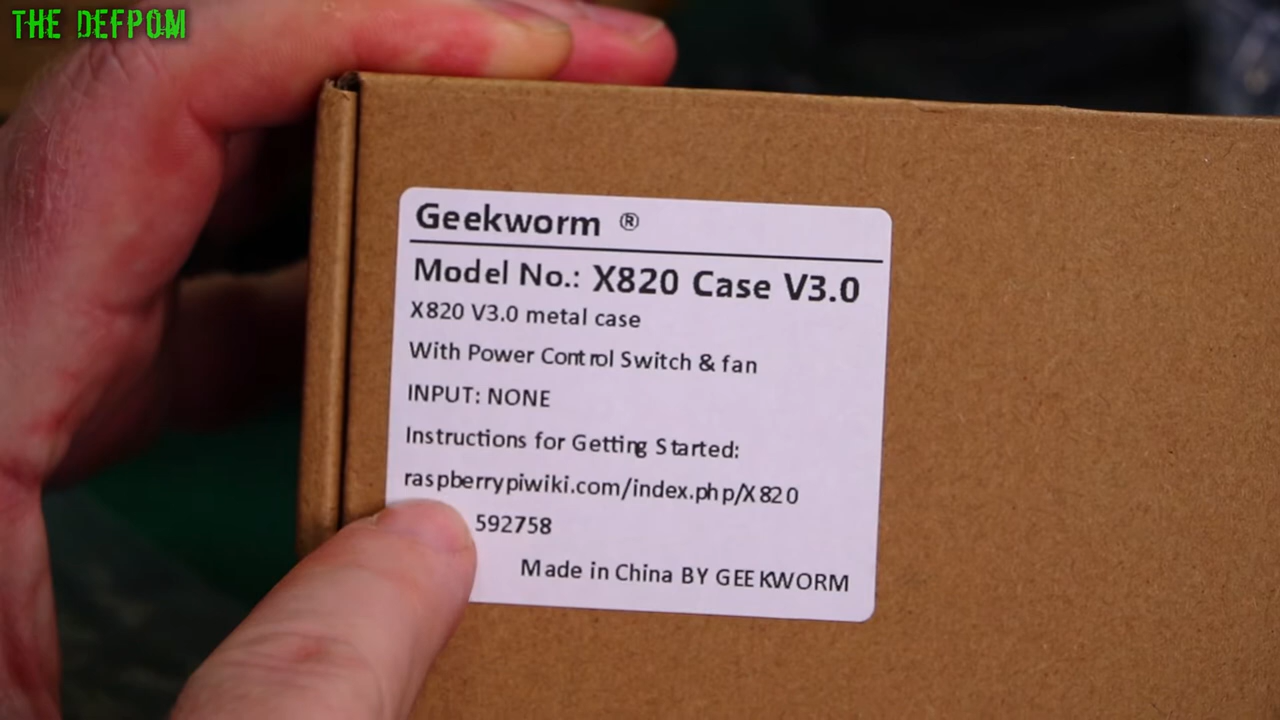 THE DEFPOM
Geekworm ®
Model No.: X820 Case V3.0
X820 V3.0 metal case
With Power Control Switch & fan
INPUT: NONE
Instructions for Getting Started:
raspberrypiwiki.com/index.php/X820
592758
Made in China BY GEEKWORM